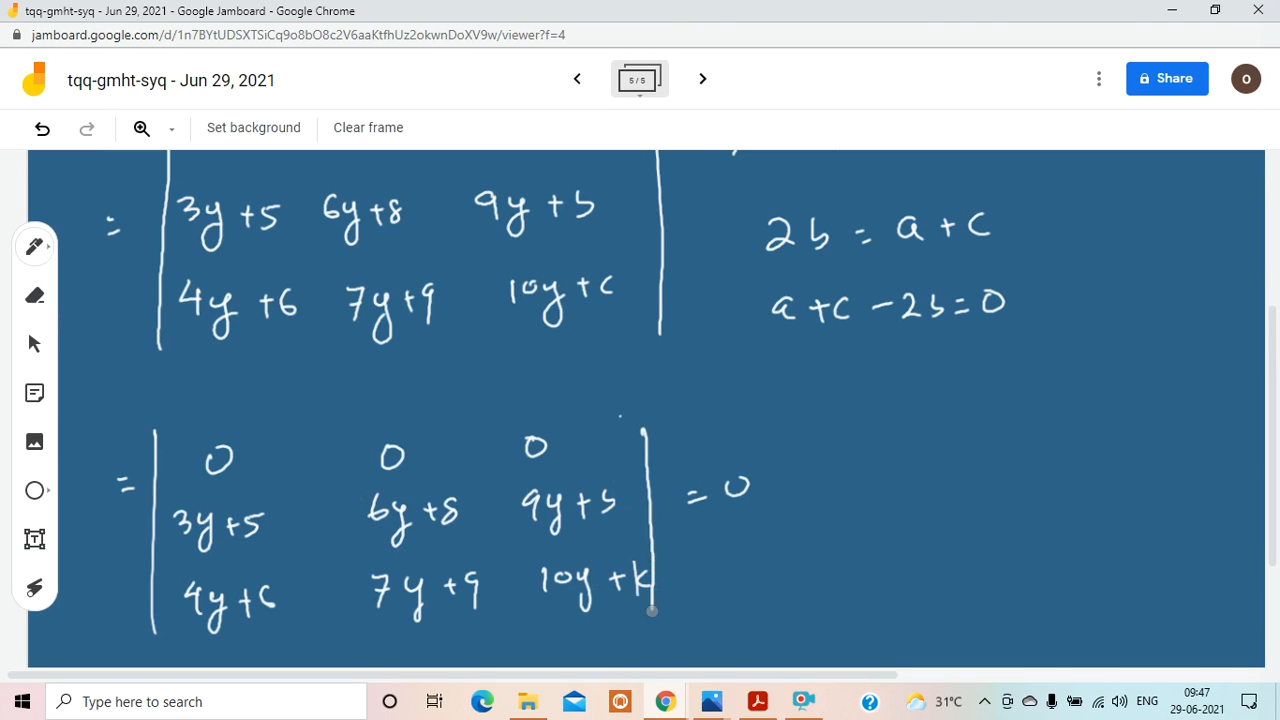 tqq-gmht-syq - Jun 29, 2021 - Google Jamboard - Google Chrome
jamboard.google.com/d/1n7BYtUDSXTSiCq9o8bO8c2V6aaKtfhUz2okwnDoXV9w/viewer?f=4
tqq-gmht-syq - Jun 29, 2021
5 / 5
Share
O
Set background
Clear frame
= | 3y+5 6y+8 9y+b |
2b = a + c
4y+6 7y+9 10y+c
a+c-2b=0
= | 0 0 0 | = 0
3y+5 6y+8 9y+b
4y+6 7y+9 10y+k
Type here to search
31°C
ENG
09:47
29-06-2021